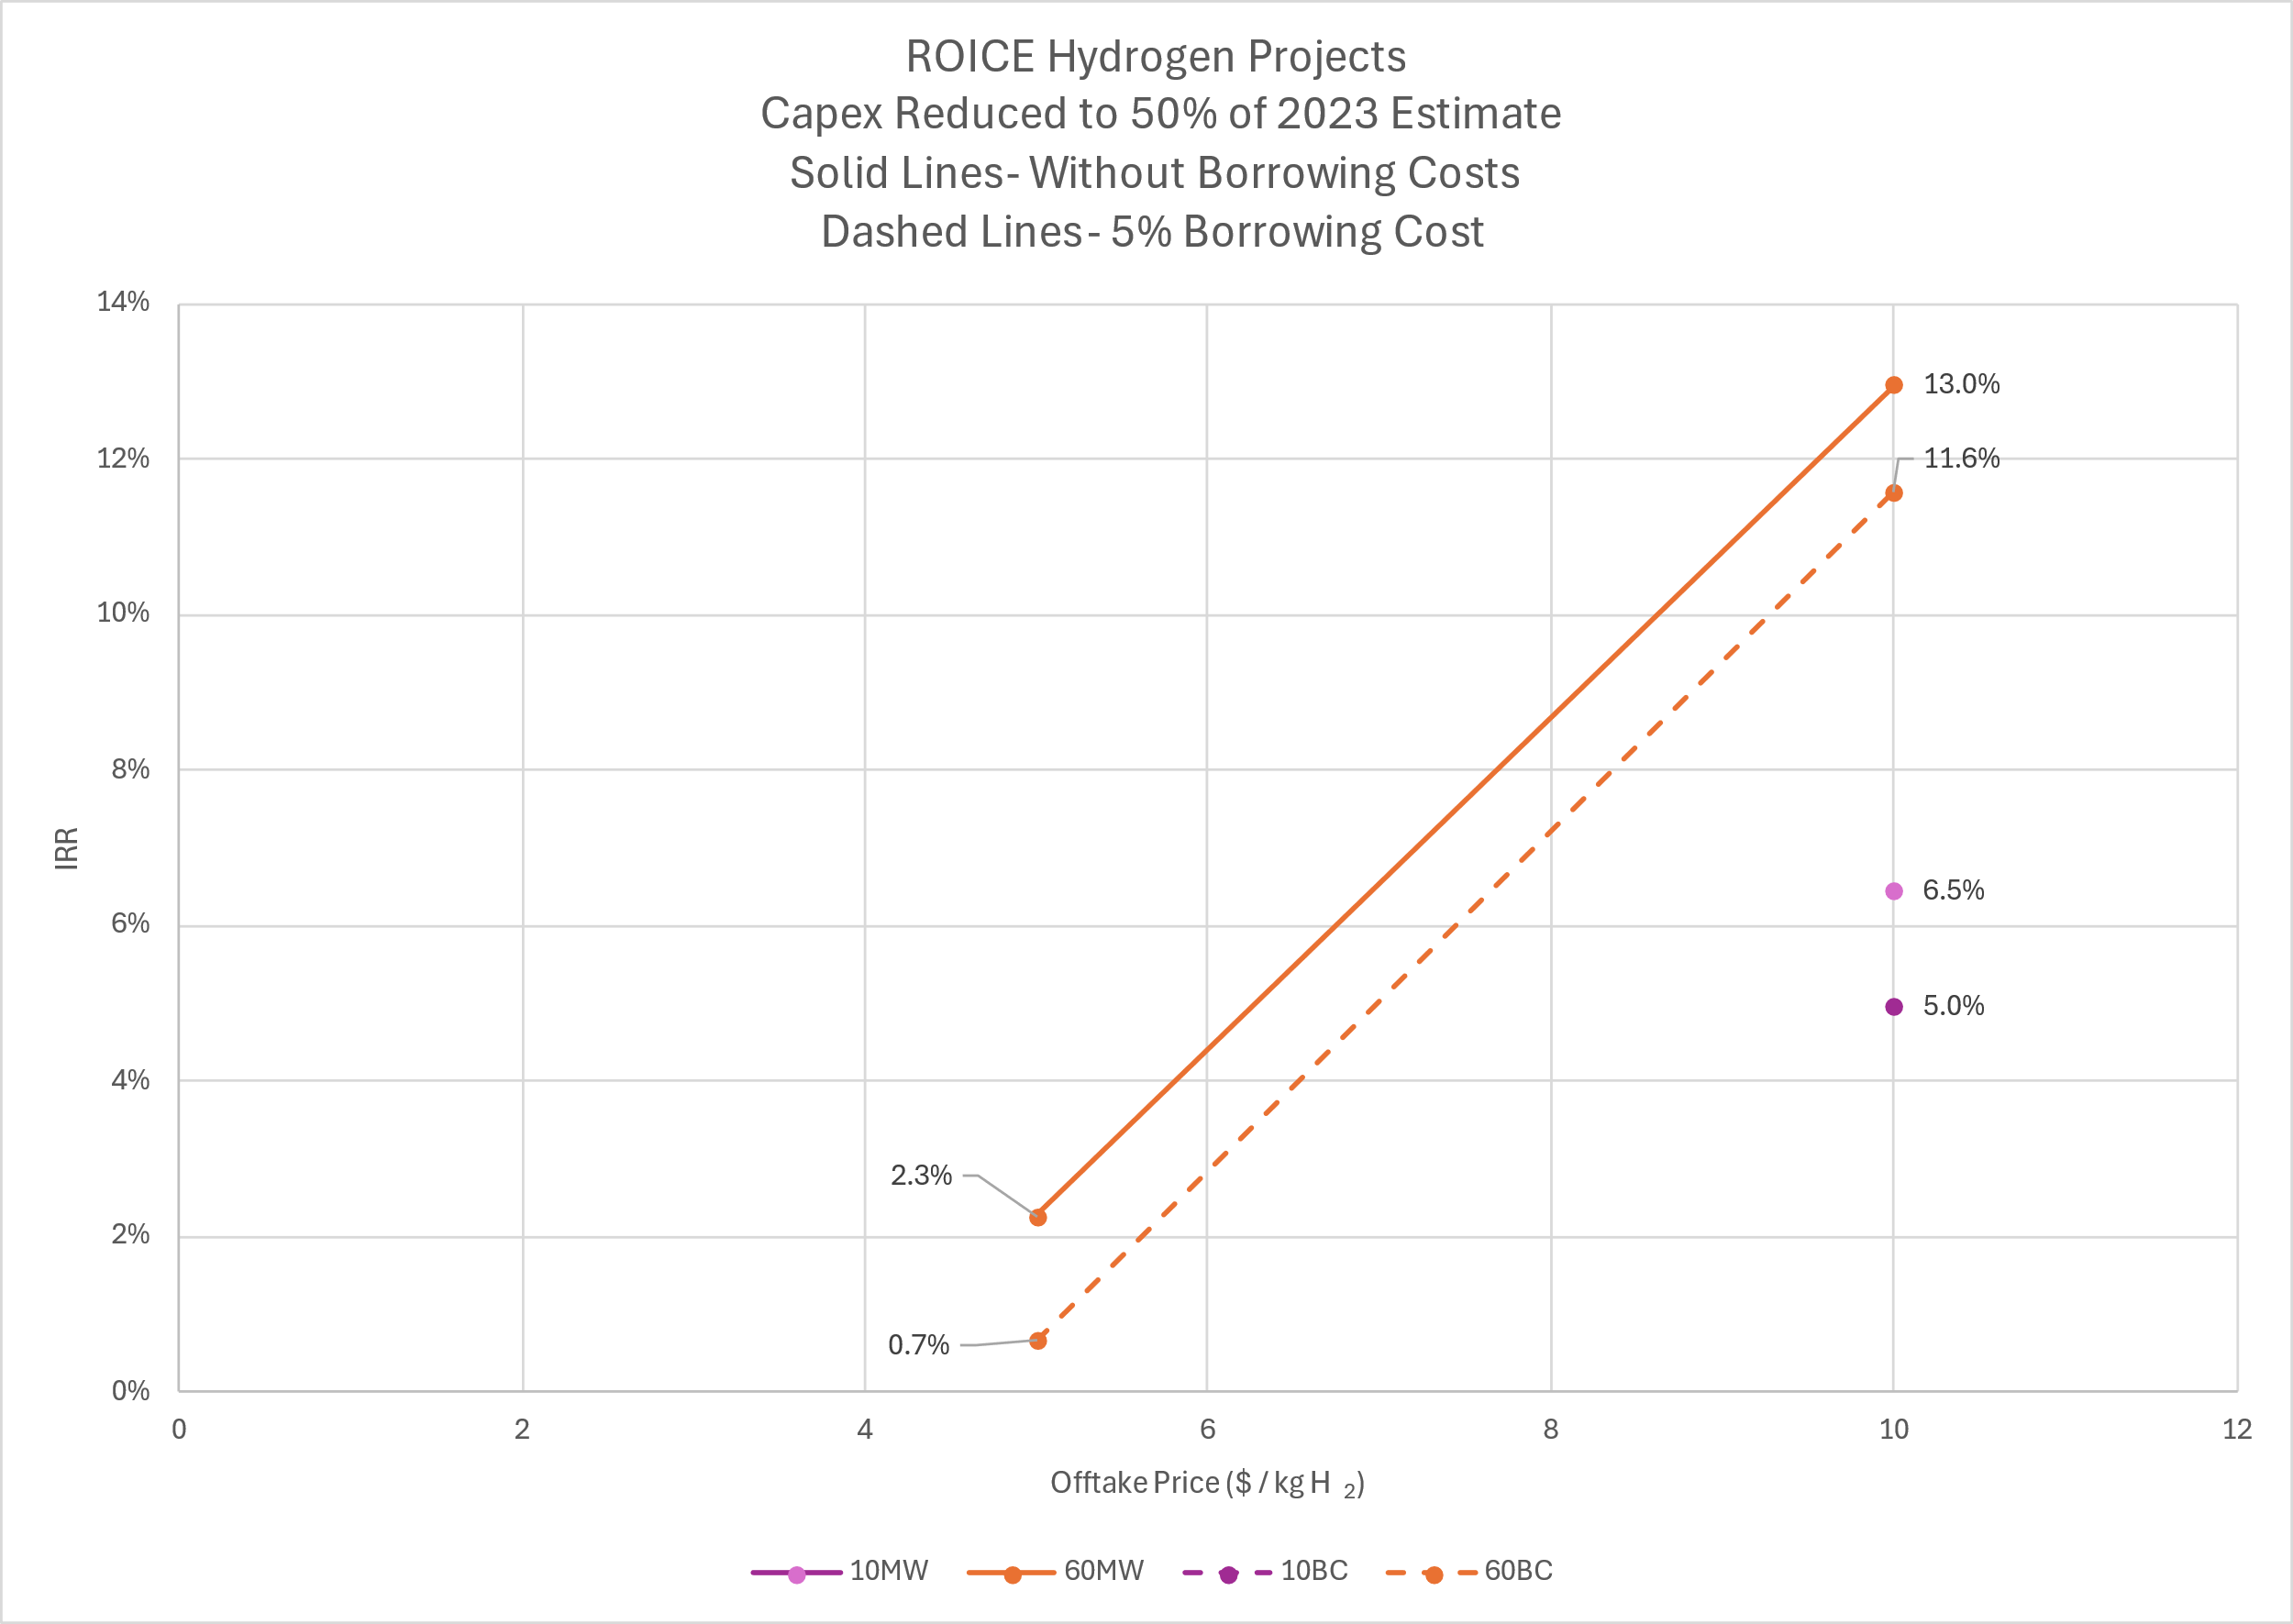 ROICE Hydrogen Projects
Capex Reduced to 50% of 2023 Estimate
Solid Lines- Without Borrowing Costs
Dashed Lines- 5% Borrowing Cost
14%
13.0%
12%
11.6%
10%
8%
IRR
6.5%
6%
5.0%
4%
2.3%
2%
0.7%
0%
0 2 4 6 8 10 12
Offtake Price ($ / kg H 2)
10MW 60MW 10BC 60BC